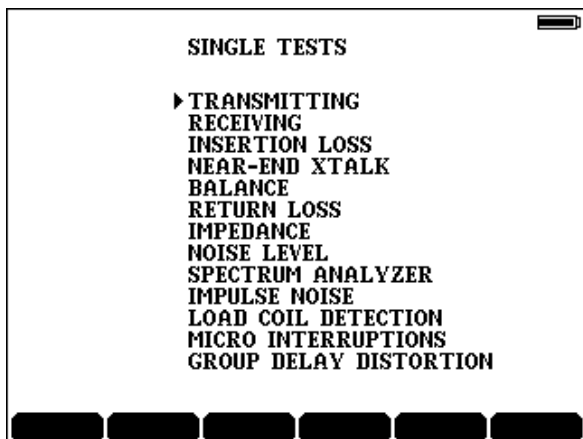 SINGLE TESTS
TRANSMITTING
RECEIVING
INSERTION LOSS
NEAR-END XTALK
BALANCE
RETURN LOSS
IMPEDANCE
NOISE LEVEL
SPECTRUM ANALYZER
IMPULSE NOISE
LOAD COIL DETECTION
MICRO INTERRUPTIONS
GROUP DELAY DISTORTION